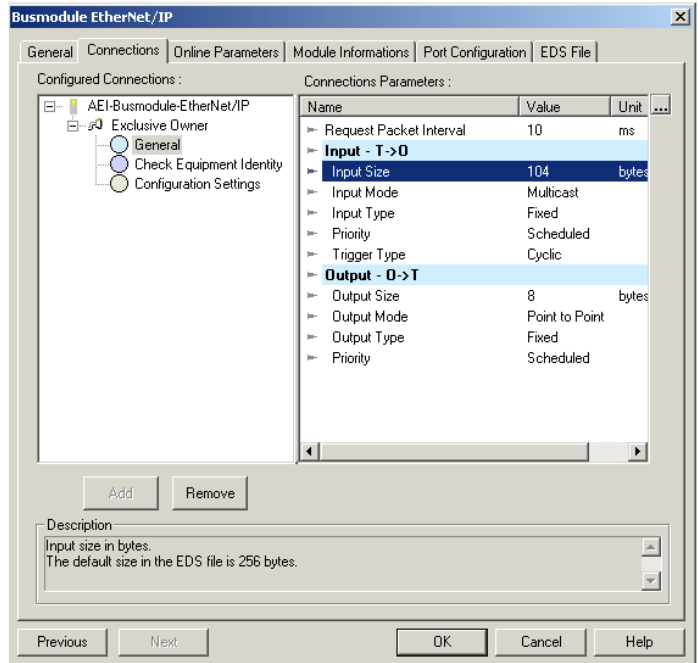 Busmodule EtherNet/IP
General Connections Online Parameters Module Informations Port Configuration EDS File
Configured Connections :
AEI-Busmodule-EtherNet/IP
Exclusive Owner
General
Check Equipment Identity
Configuration Settings
Connections Parameters :
Name Value Unit ...
Request Packet Interval 10 ms
Input - T->O
Input Size 104 bytes
Input Mode Multicast
Input Type Fixed
Priority Scheduled
Trigger Type Cyclic
Output - O->T
Output Size 8 bytes
Output Mode Point to Point
Output Type Fixed
Priority Scheduled
Add Remove
Description
Input size in bytes.
The default size in the EDS file is 256 bytes.
Previous Next OK Cancel Help